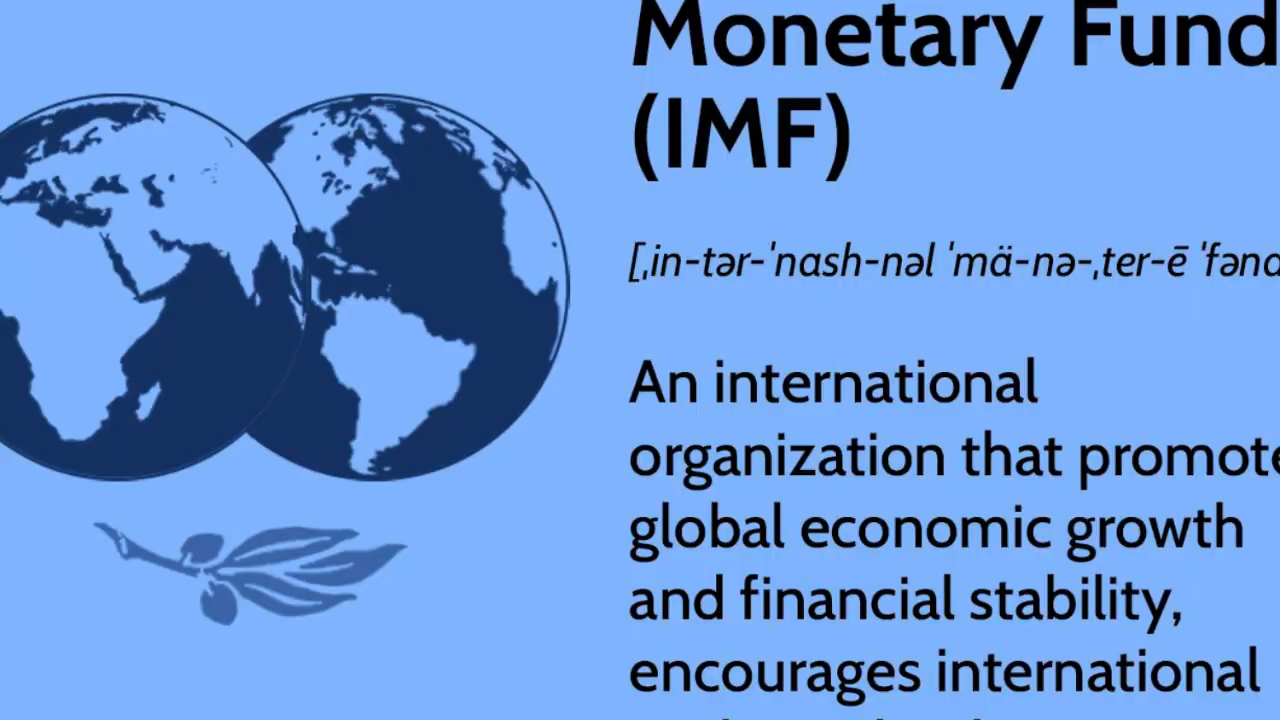 Monetary Fund
(IMF)
[ˌin-tər-ˈnash-nəl ˈmä-nə-ˌter-ē ˈfənd
An international
organization that promote
global economic growth
and financial stability,
encourages international